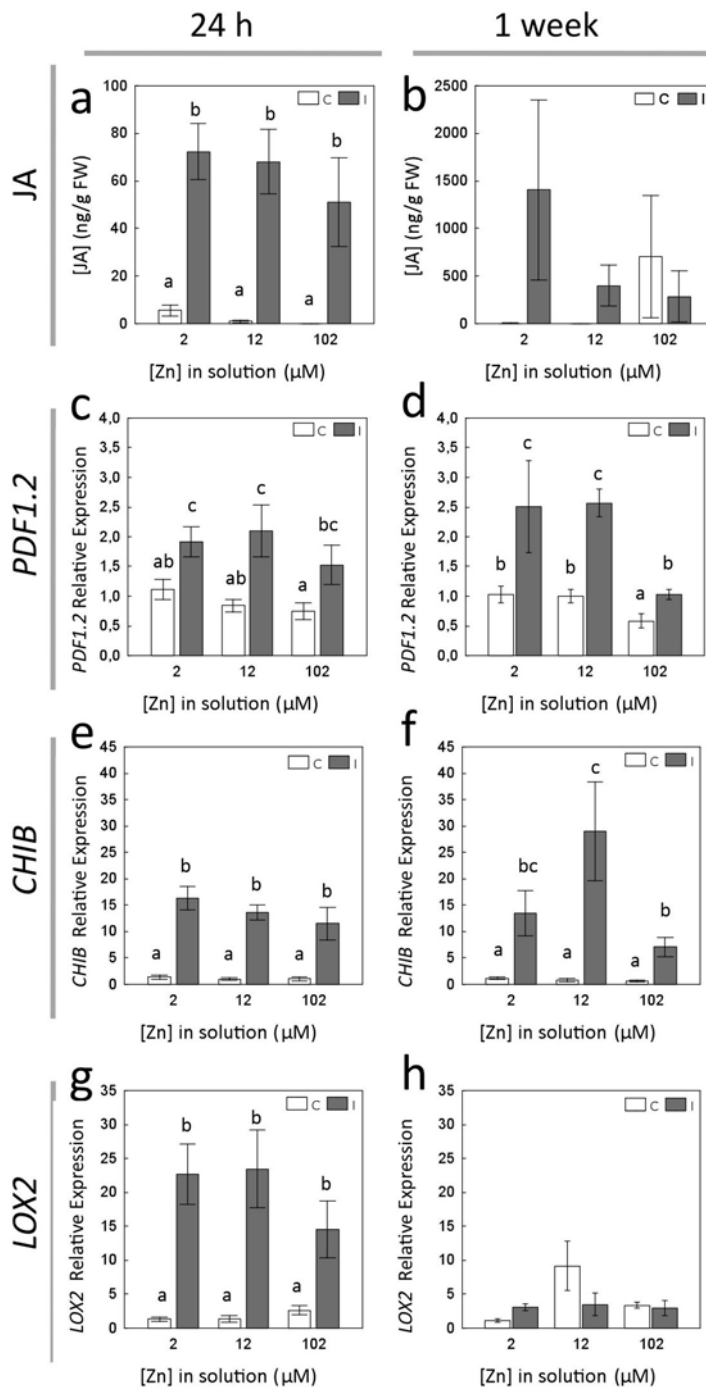 24 h
1 week
JA
a
100
80
60
40
20
0
[JA] (ng/g FW)
C I
a b a b a b
2 12 102
[Zn] in solution (µM)
b
2500
2000
1500
1000
500
0
[JA] (ng/g FW)
C I
2 12 102
[Zn] in solution (µM)
PDF1.2
c
4,0
3,5
3,0
2,5
2,0
1,5
1,0
0,5
0,0
PDF1.2 Relative Expression
C I
ab c ab c a bc
2 12 102
[Zn] in solution (µM)
d
4,0
3,5
3,0
2,5
2,0
1,5
1,0
0,5
0,0
PDF1.2 Relative Expression
C I
b c b c a b
2 12 102
[Zn] in solution (µM)
CHIB
e
45
40
35
30
25
20
15
10
5
0
CHIB Relative Expression
C I
a b a b a b
2 12 102
[Zn] in solution (µM)
f
45
40
35
30
25
20
15
10
5
0
CHIB Relative Expression
C I
a bc a c a b
2 12 102
[Zn] in solution (µM)
LOX2
g
35
30
25
20
15
10
5
0
LOX2 Relative Expression
C I
a b a b a b
2 12 102
[Zn] in solution (µM)
h
35
30
25
20
15
10
5
0
LOX2 Relative Expression
C I
2 12 102
[Zn] in solution (µM)